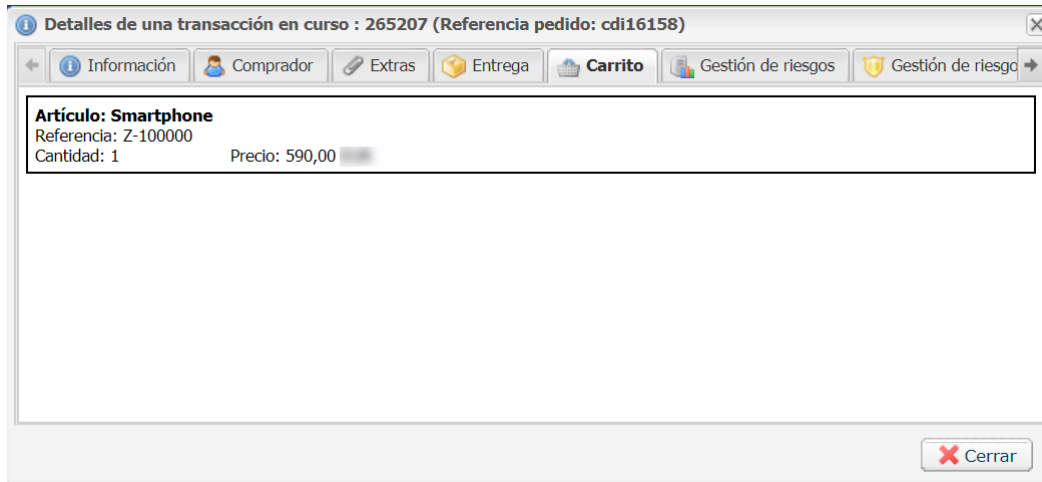 Detalles de una transacción en curso : 265207 (Referencia pedido: cdi16158)
Información Comprador Extras Entrega Carrito Gestión de riesgos Gestión de riesgo
Artículo: Smartphone
Referencia: Z-100000
Cantidad: 1 Precio: 590,00
Cerrar